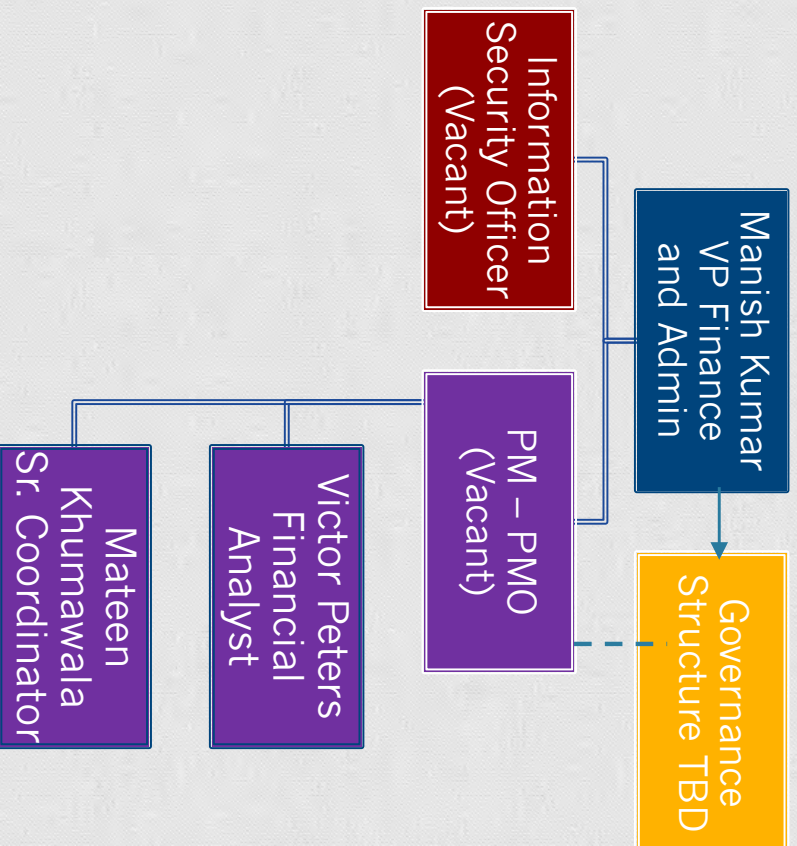 Manish Kumar
VP Finance
and Admin
Governance
Structure TBD
Information
Security Officer
(Vacant)
PM – PMO
(Vacant)
Victor Peters
Financial
Analyst
Mateen
Khumawala
Sr. Coordinator